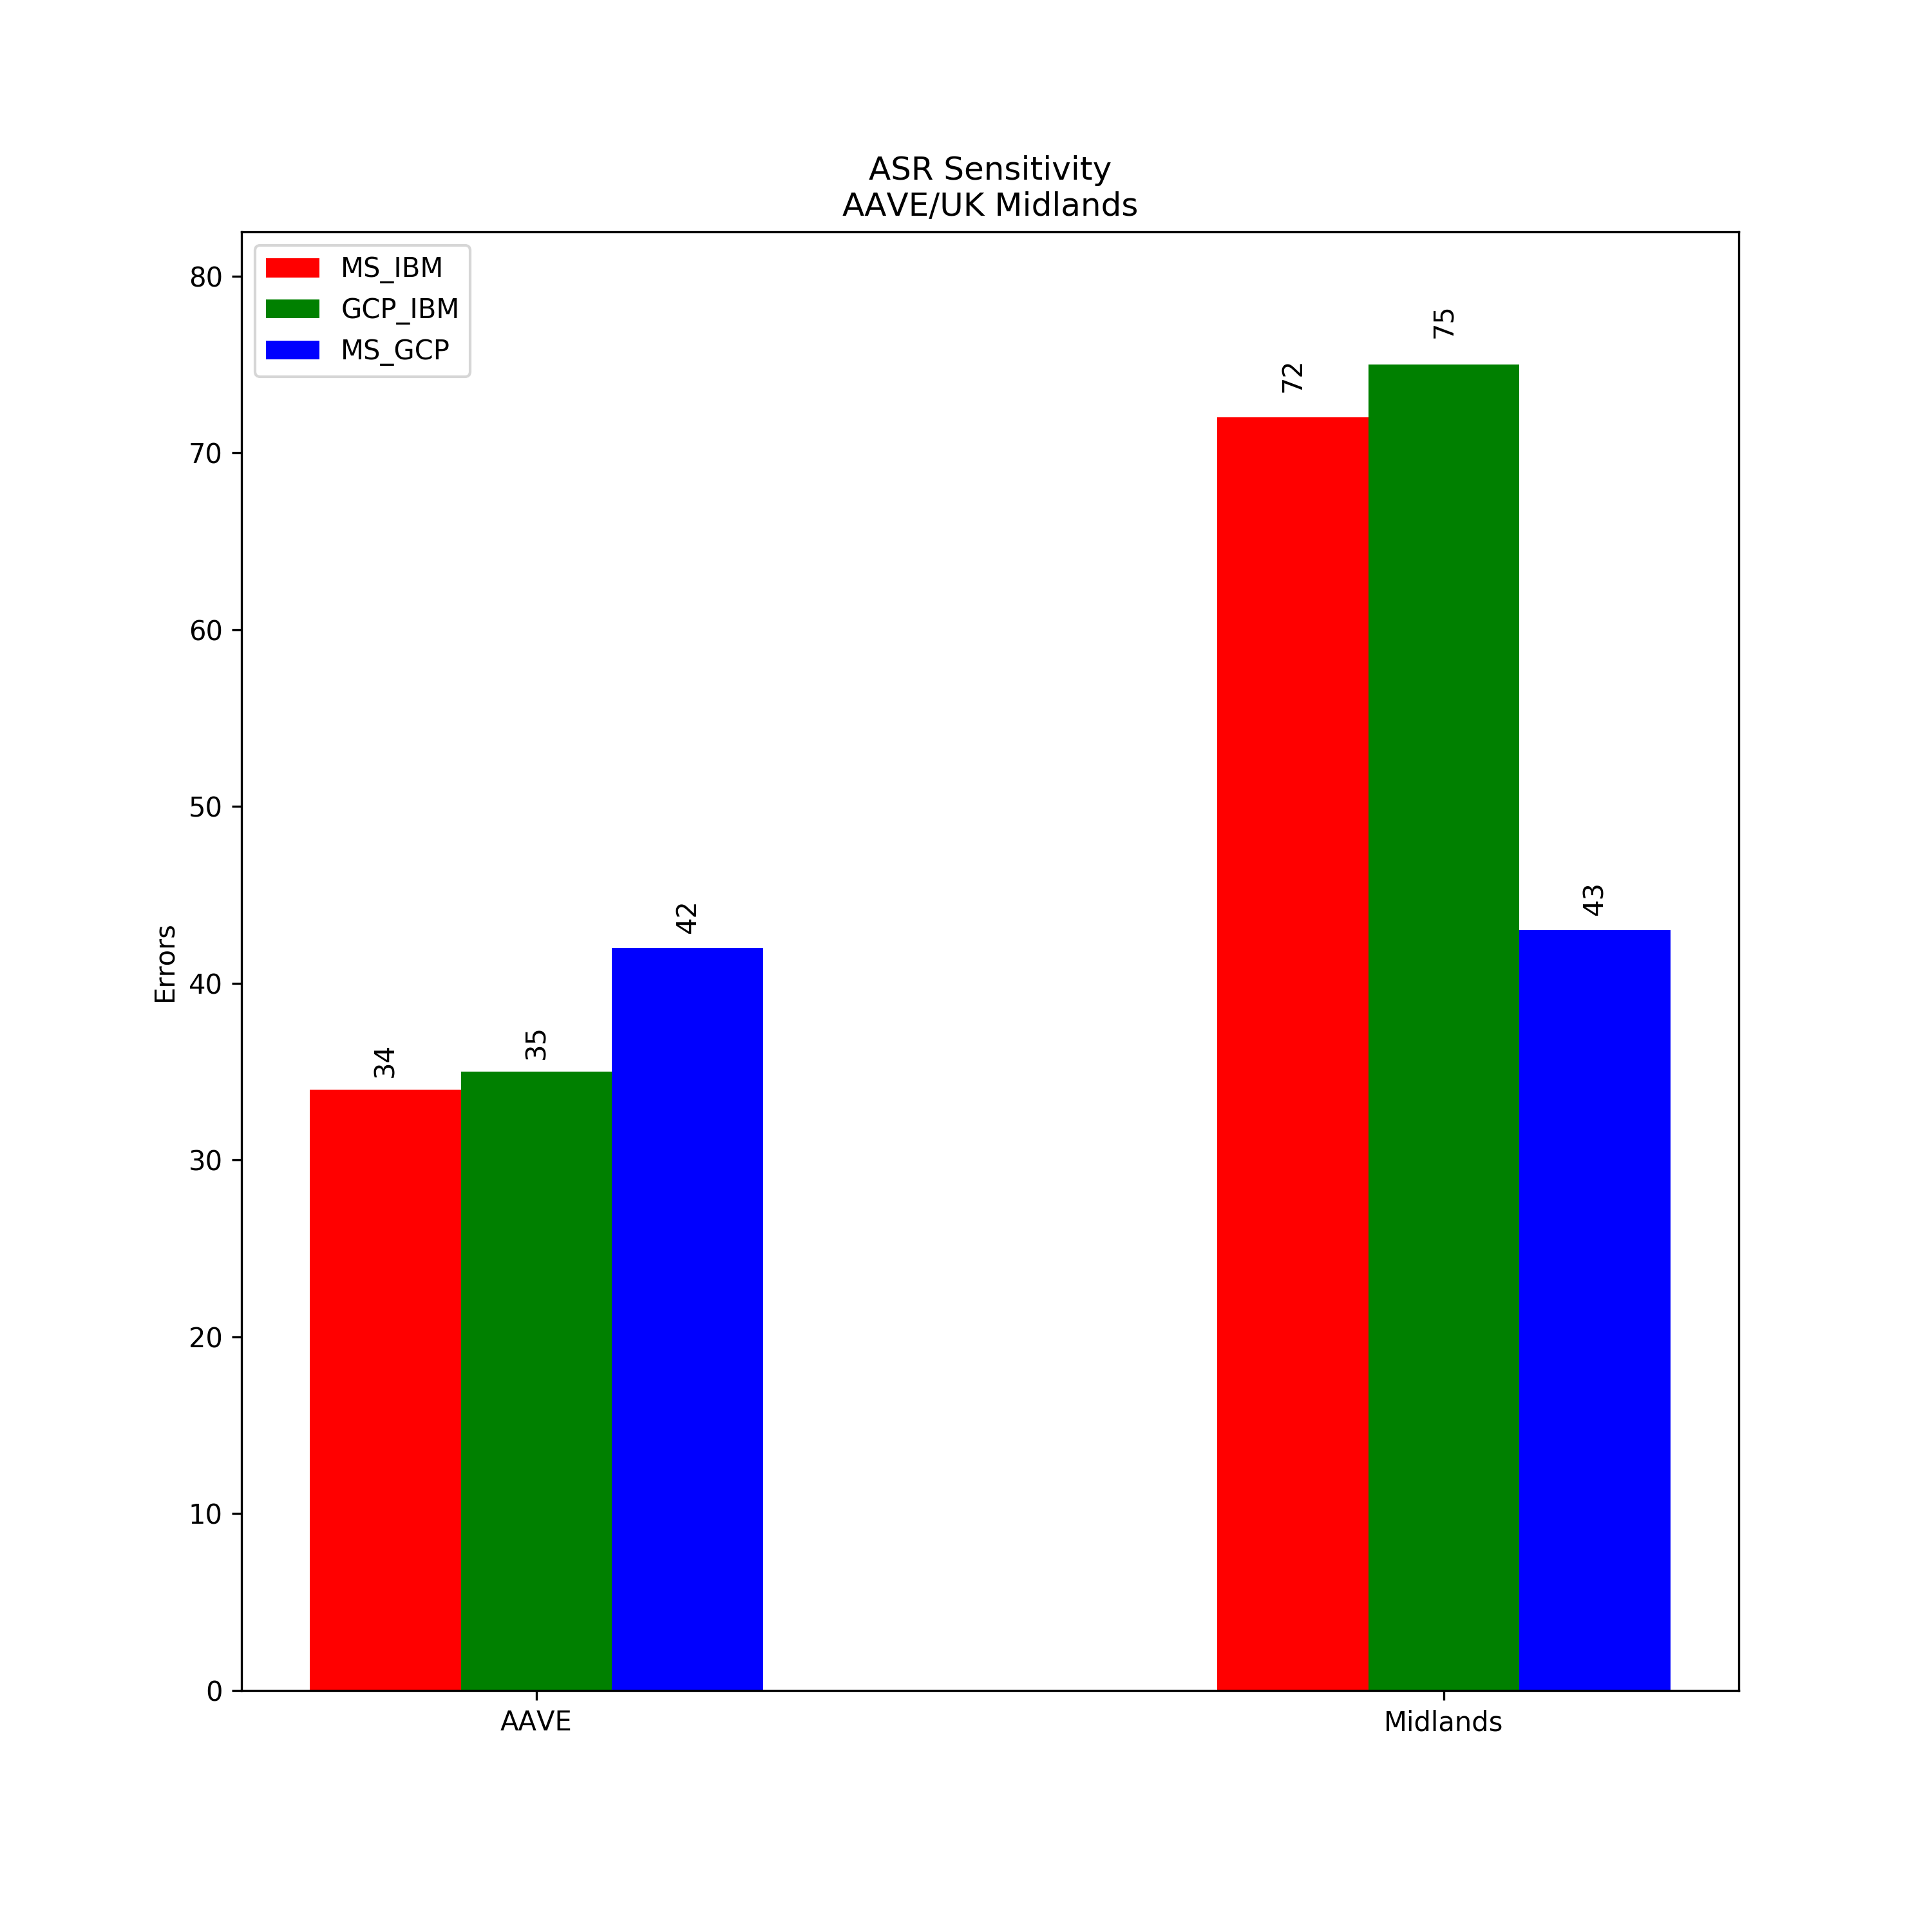 ASR Sensitivity
AAVE/UK Midlands
MS_IBM
GCP_IBM
MS_GCP
Errors
80
70
60
50
40
30
20
10
0
34
35
42
72
75
43
AAVE
Midlands